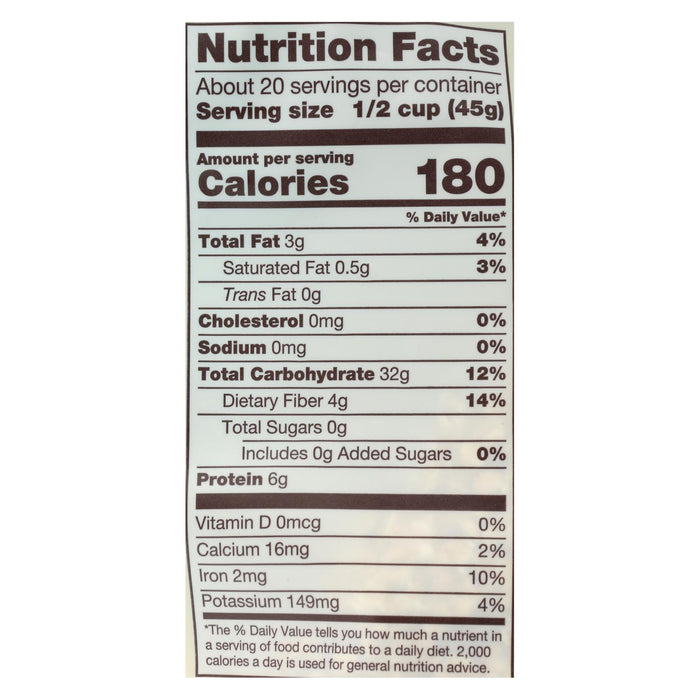 Nutrition Facts
About 20 servings per container
Serving size 1/2 cup (45g)
Amount per serving
Calories 180
% Daily Value*
Total Fat 3g 4%
Saturated Fat 0.5g 3%
Trans Fat 0g
Cholesterol 0mg 0%
Sodium 0mg 0%
Total Carbohydrate 32g 12%
Dietary Fiber 4g 14%
Total Sugars 0g
Includes 0g Added Sugars 0%
Protein 6g
Vitamin D 0mcg 0%
Calcium 16mg 2%
Iron 2mg 10%
Potassium 149mg 4%
*The % Daily Value tells you how much a nutrient in
a serving of food contributes to a daily diet. 2,000
calories a day is used for general nutrition advice.